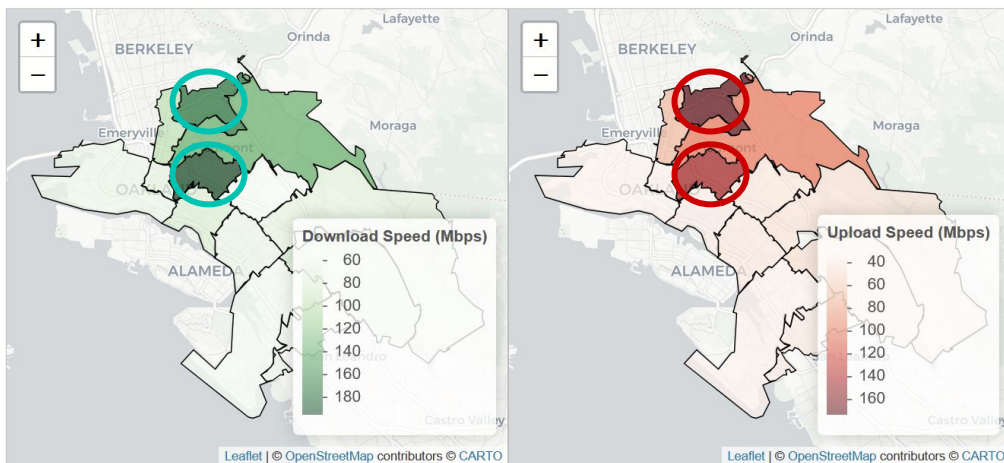 +
−
BERKELEY
Lafayette
Orinda
Moraga
Emeryville
ALAMEDA
Download Speed (Mbps)
60
80
100
120
140
160
180
Castro Valley
Leaflet | © OpenStreetMap contributors © CARTO
+
−
BERKELEY
Lafayette
Orinda
Moraga
Emeryville
ALAMEDA
Upload Speed (Mbps)
40
60
80
100
120
140
160
San Leandro
Castro Valley
Leaflet | © OpenStreetMap contributors © CARTO